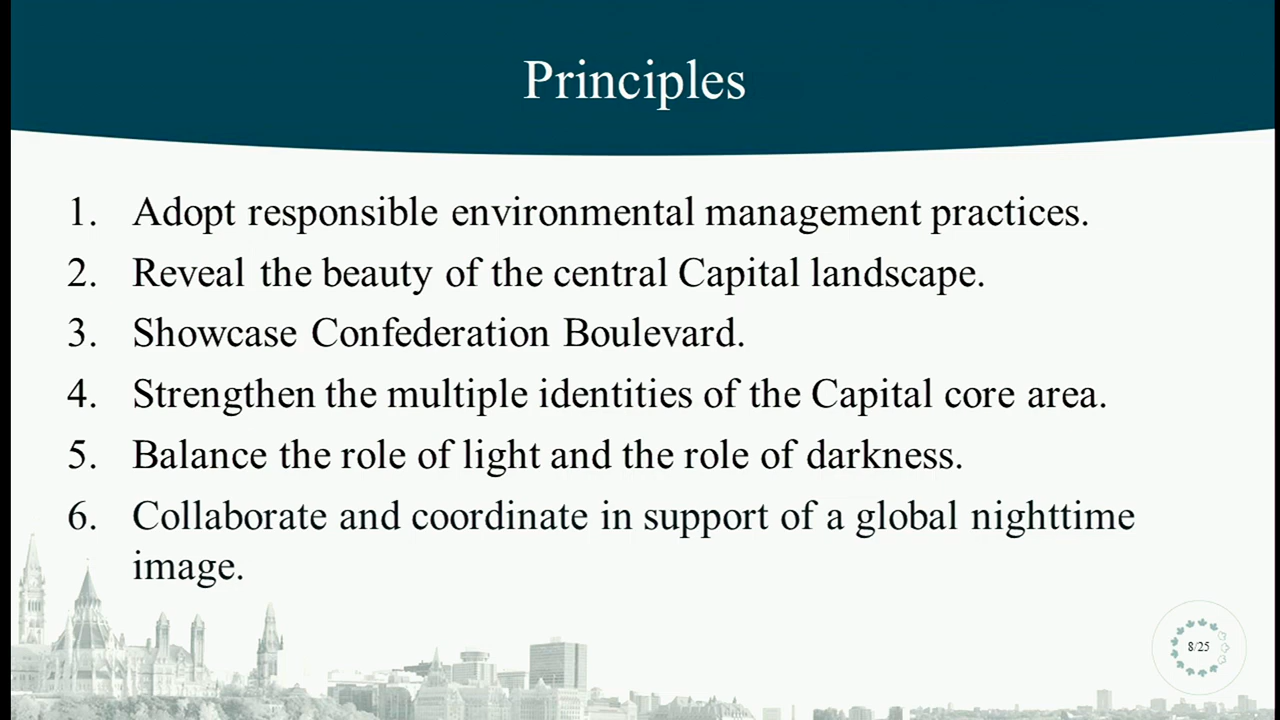 Principles
1. Adopt responsible environmental management practices.
2. Reveal the beauty of the central Capital landscape.
3. Showcase Confederation Boulevard.
4. Strengthen the multiple identities of the Capital core area.
5. Balance the role of light and the role of darkness.
6. Collaborate and coordinate in support of a global nighttime
image.
8/25